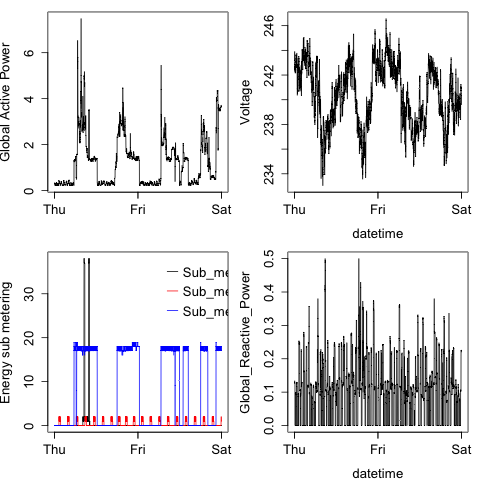 Global Active Power
0 2 4 6
Thu Fri Sat
Voltage
234 238 242 246
Thu Fri Sat
datetime
Energy sub metering
0 10 20 30
Sub_me
Sub_me
Sub_me
Thu Fri Sat
Global_Reactive_Power
0.0 0.1 0.2 0.3 0.4 0.5
Thu Fri Sat
datetime